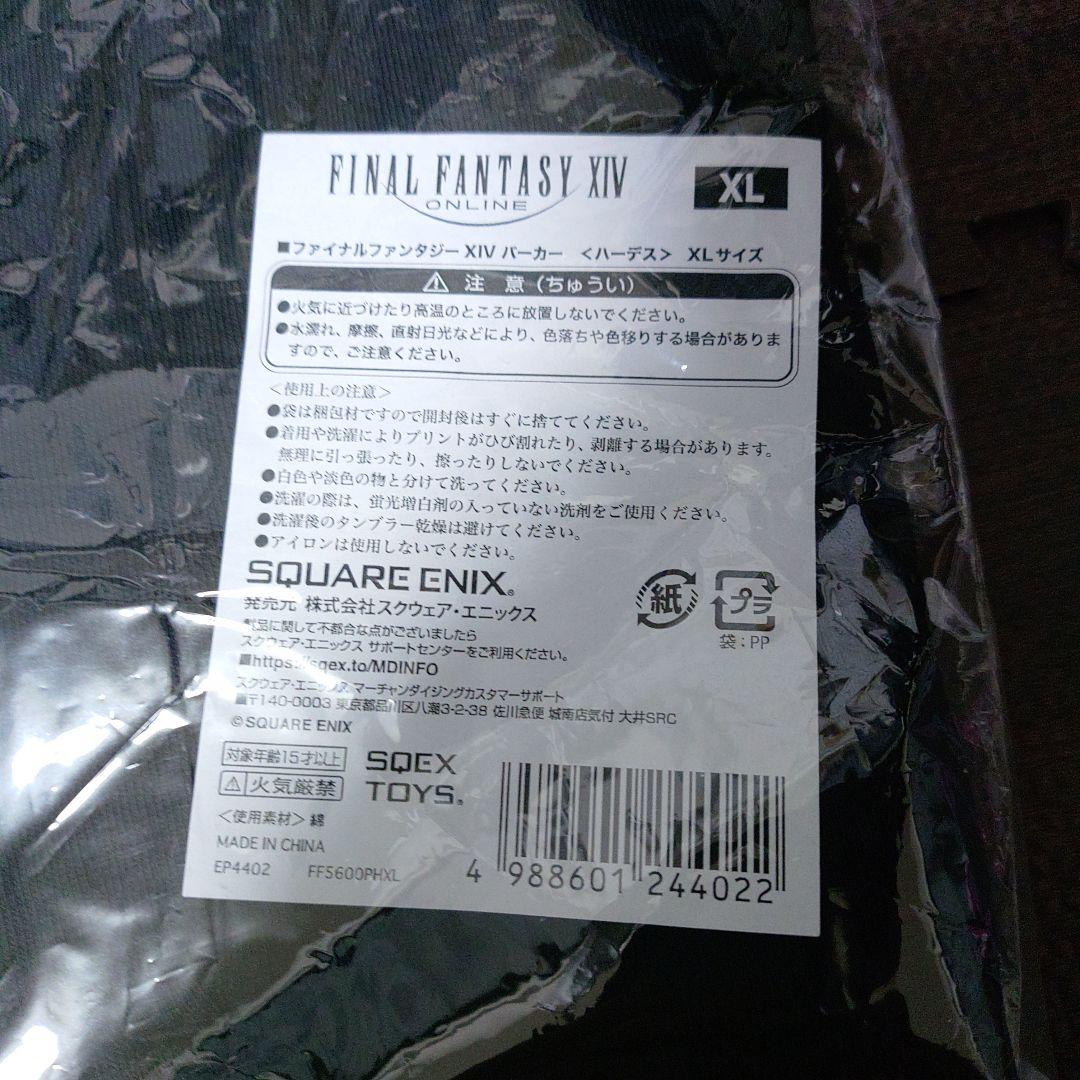 FINAL FANTASY XIV
ONLINE
XL
■ファイナルファンタジー XIV パーカー ＜ハーデス＞ XLサイズ
⚠ 注 意（ちゅうい）
●火気に近づけたり高温のところに放置しないでください。
●水濡れ、摩擦、直射日光などにより、色落ちや色移りする場合がありま
すので、ご注意ください。
＜使用上の注意＞
●袋は梱包材ですので開封後はすぐに捨ててください。
●着用や洗濯によりプリントがひび割れたり、剥離する場合があります。
無理に引っ張ったり、擦ったりしないでください。
●白色や淡色の物と分けて洗ってください。
●洗濯の際は、蛍光増白剤の入っていない洗剤をご使用ください。
●洗濯後のタンブラー乾燥は避けてください。
●アイロンは使用しないでください。
SQUARE ENIX®
発売元 株式会社スクウェア・エニックス
製品に関して不都合な点がございましたら
スクウェア・エニックス サポートセンターをご利用ください。
■https://sqex.to/MDINFO
スクウェア・エニックス マーチャンダイジングカスタマーサポート
■〒140-0003 東京都品川区八潮3-2-38 佐川急便 城南店気付 大井SRC
©SQUARE ENIX
紙
プラ
袋：PP
対象年齢15才以上
⚠火気厳禁
SQEX
TOYS®
＜使用素材＞ 綿
MADE IN CHINA
EP4402 FF5600PHXL
4 988601 244022